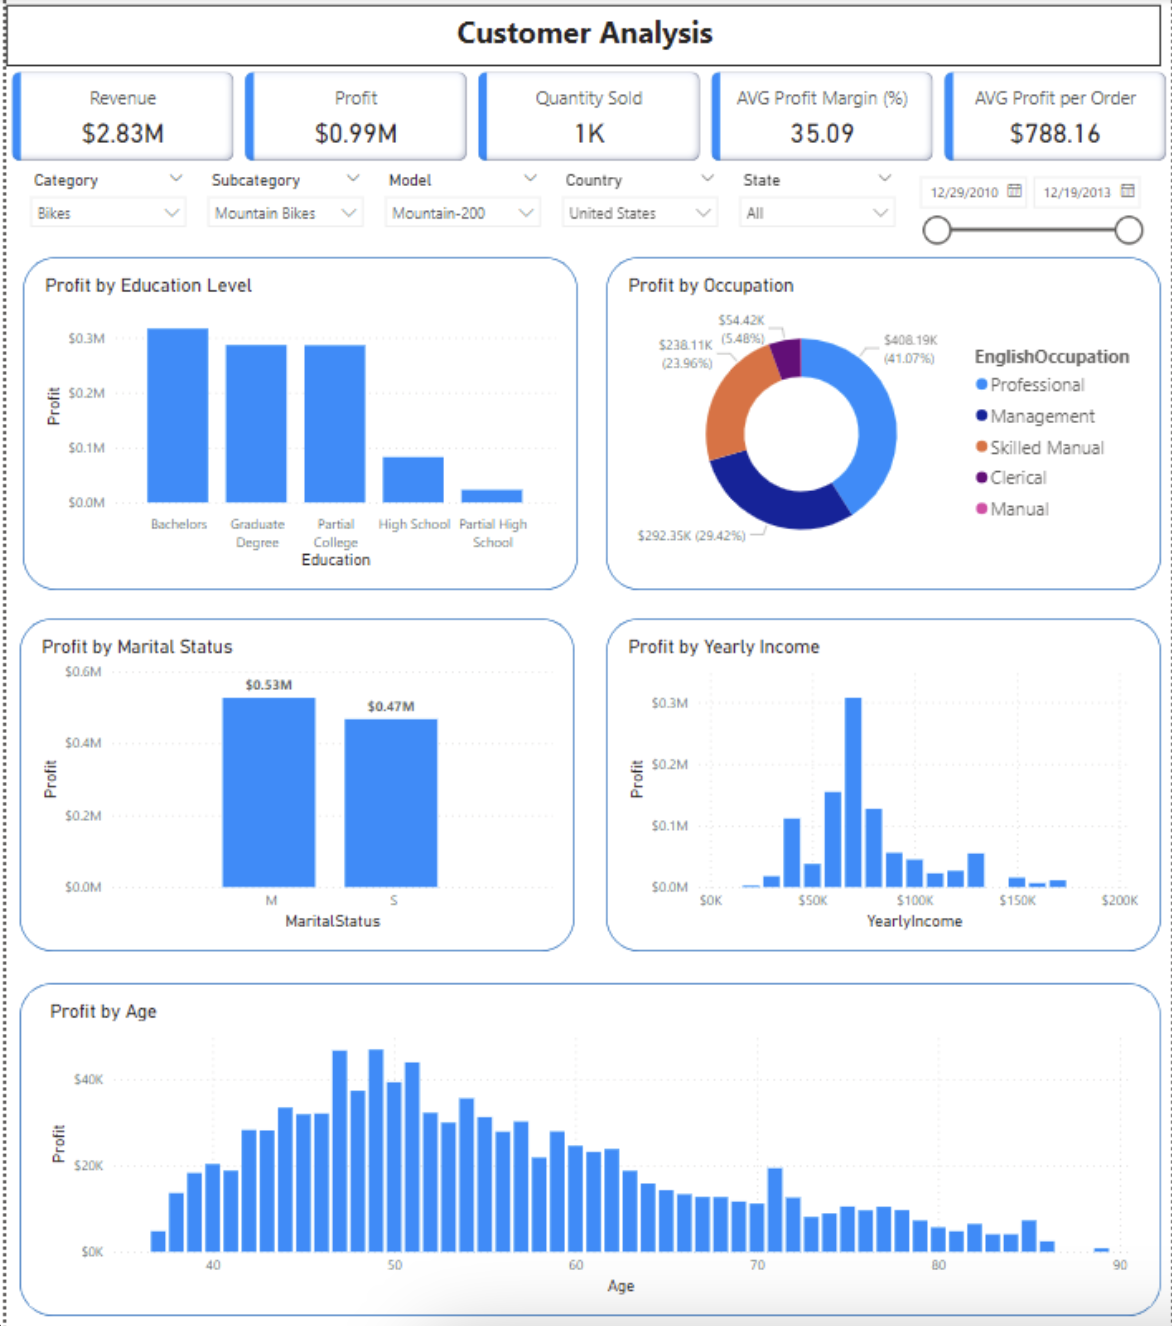 Customer Analysis
Revenue
$2.83M
Profit
$0.99M
Quantity Sold
1K
AVG Profit Margin (%)
35.09
AVG Profit per Order
$788.16
Category
Bikes
Subcategory
Mountain Bikes
Model
Mountain-200
Country
United States
State
All
12/29/2010
12/19/2013
Profit by Education Level
Profit
$0.3M
$0.2M
$0.1M
$0.0M
Bachelors
Graduate
Degree
Partial
College
High School
Partial High
School
Education
Profit by Occupation
$54.42K
(5.48%)
$238.11K
(23.96%)
$408.19K
(41.07%)
$292.35K (29.42%)
EnglishOccupation
Professional
Management
Skilled Manual
Clerical
Manual
Profit by Marital Status
Profit
$0.6M
$0.4M
$0.2M
$0.0M
$0.53M
$0.47M
M
S
MaritalStatus
Profit by Yearly Income
Profit
$0.3M
$0.2M
$0.1M
$0.0M
$0K
$50K
$100K
$150K
$200K
YearlyIncome
Profit by Age
Profit
$40K
$20K
$0K
40
50
60
70
80
90
Age